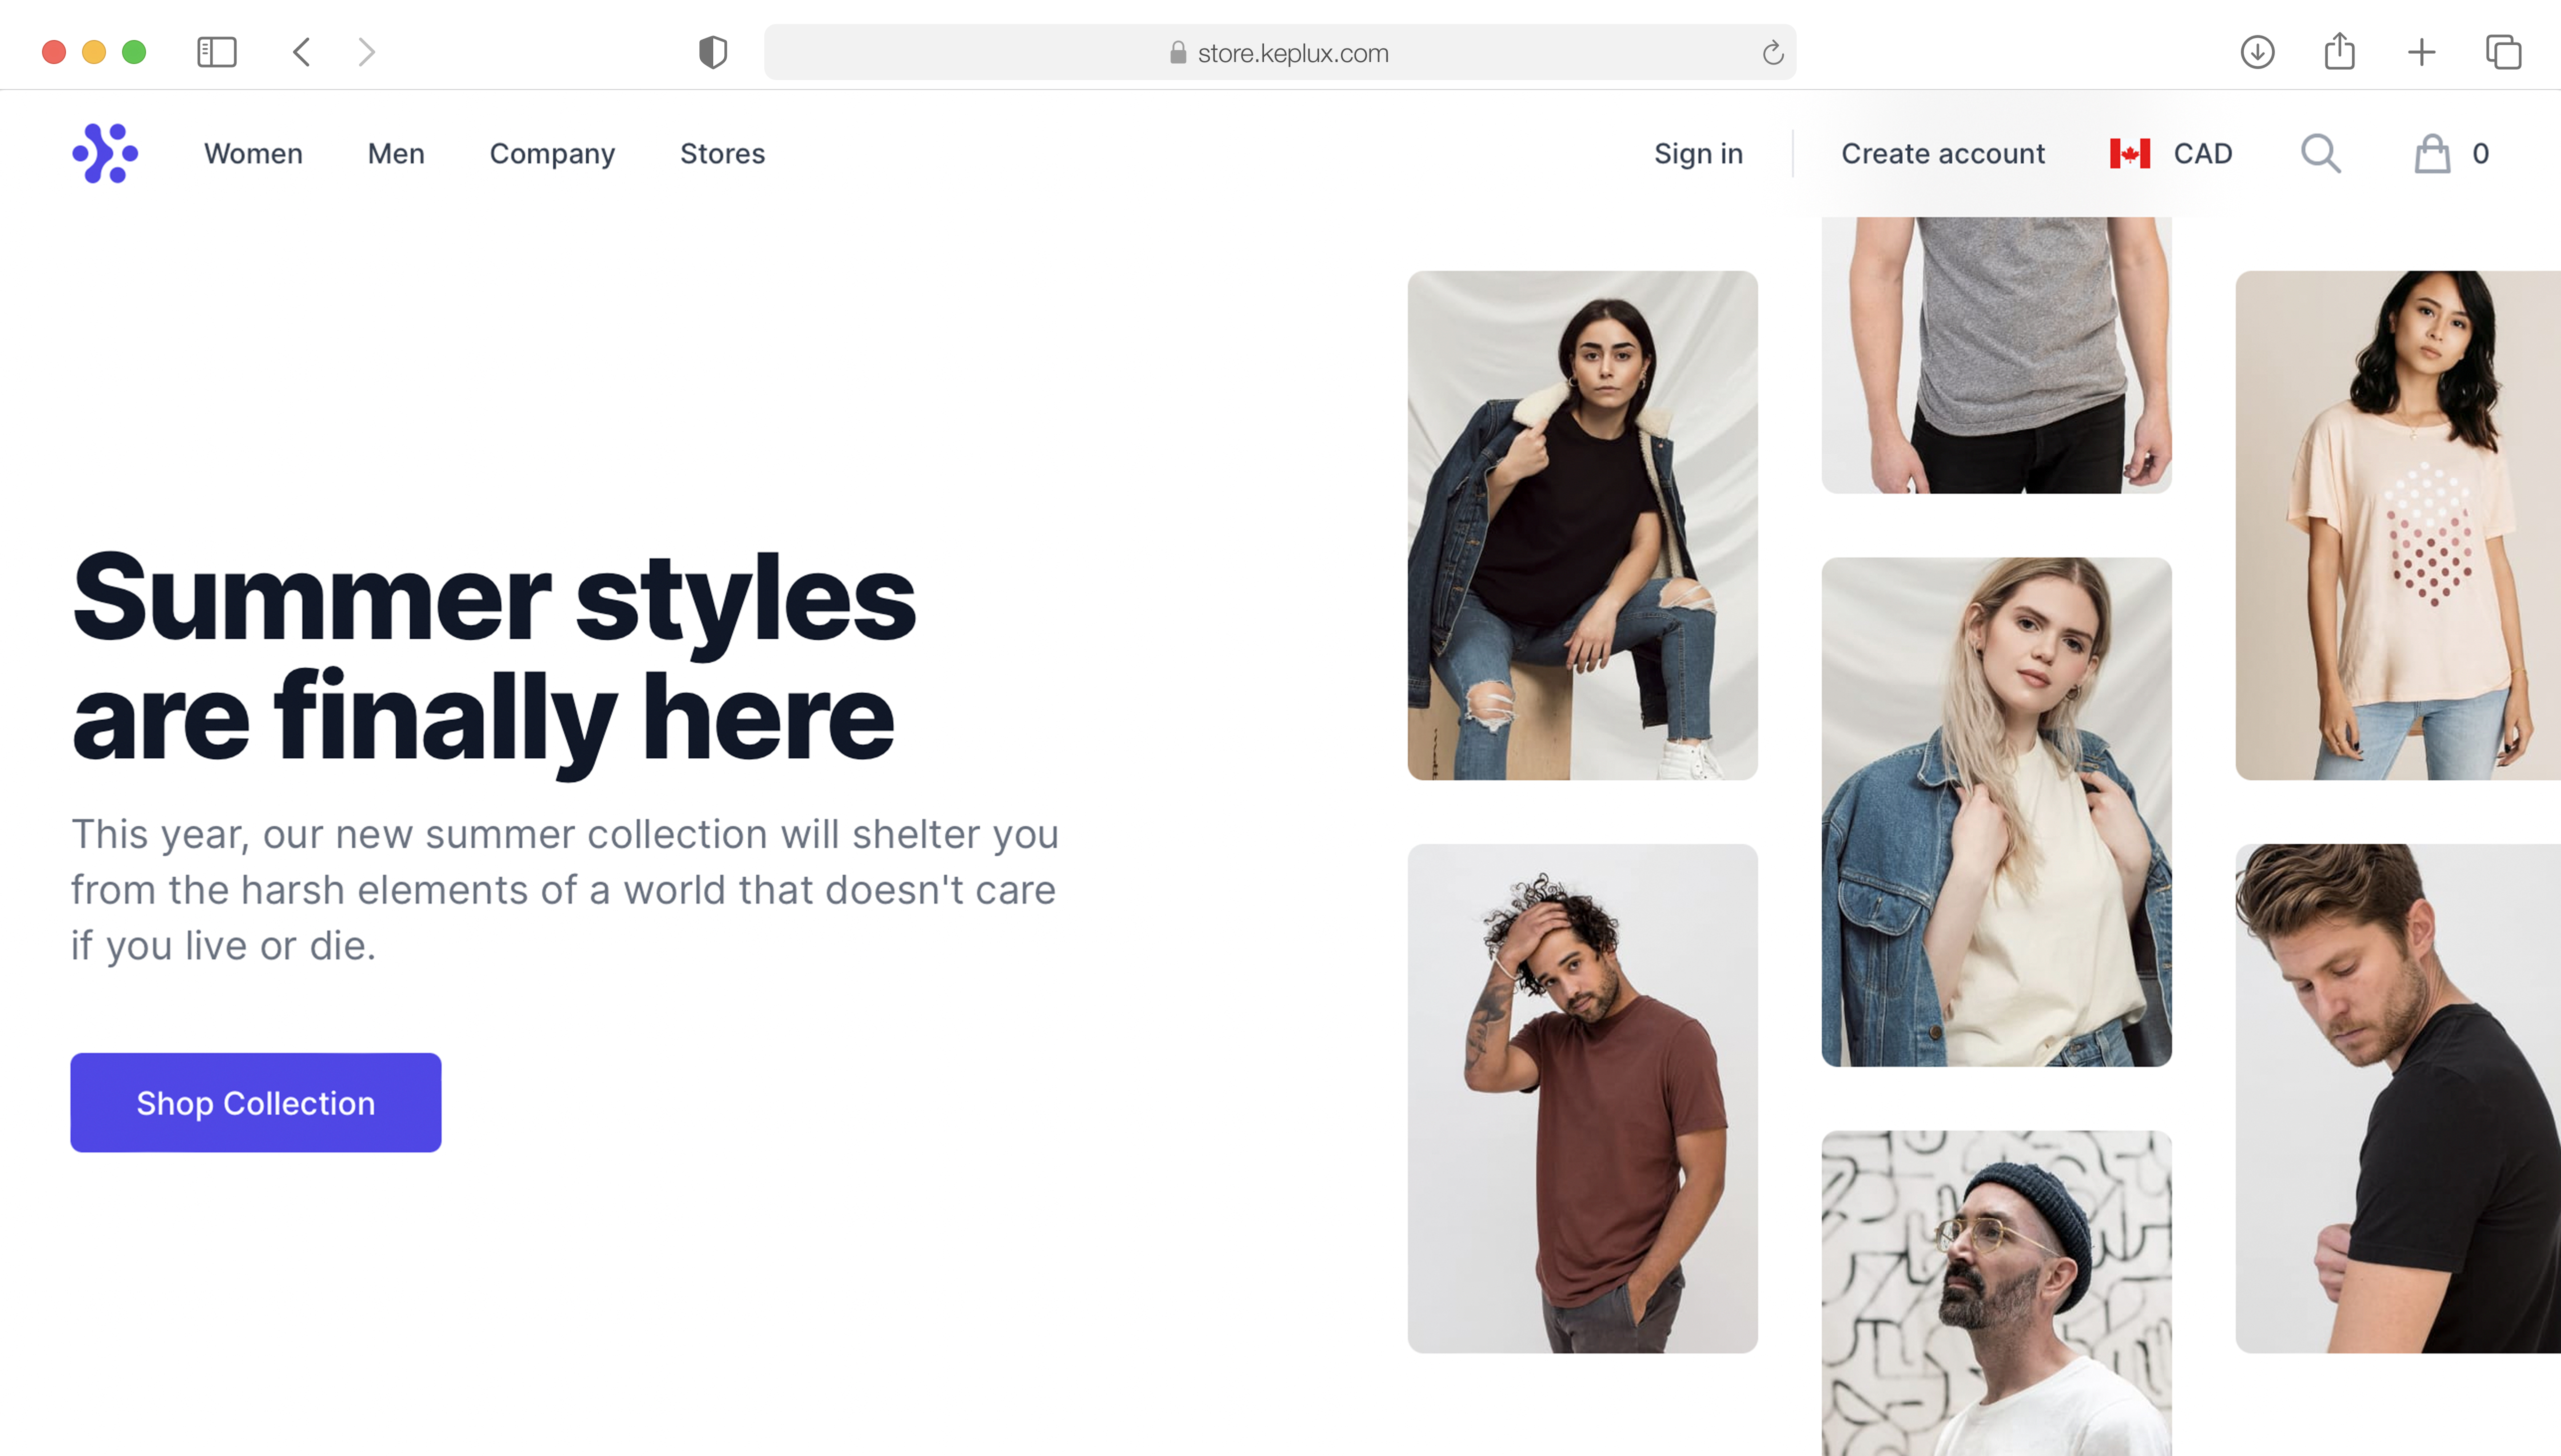 store.keplux.com
Women Men Company Stores Sign in Create account CAD 0
Summer styles
are finally here
This year, our new summer collection will shelter you
from the harsh elements of a world that doesn't care
if you live or die.
Shop Collection